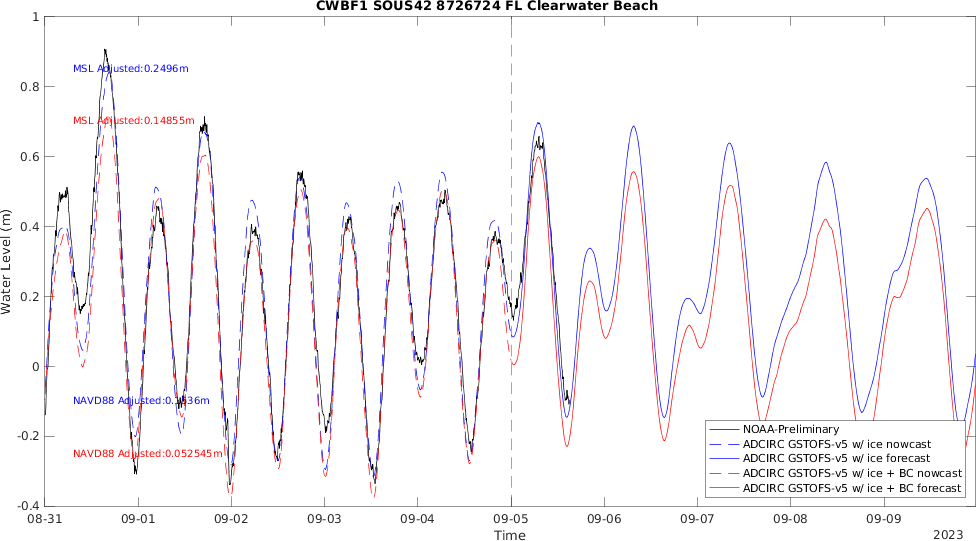 CWBF1 SOUS42 8726724 FL Clearwater Beach
1
0.8
0.6
0.4
0.2
0
-0.2
-0.4
Water Level (m)
MSL Adjusted:0.2496m
MSL Adjusted:0.14855m
NAVD88
NAVD88 Adjusted:0.052545m
NOAA-Preliminary
ADCIRC GSTOFS-v5 w/ ice nowcast
ADCIRC GSTOFS-v5 w/ ice forecast
ADCIRC GSTOFS-v5 w/ ice + BC nowcast
ADCIRC GSTOFS-v5 w/ ice + BC forecast
08-31 09-01 09-02 09-03 09-04 09-05 09-06 09-07 09-08 09-09
Time
2023